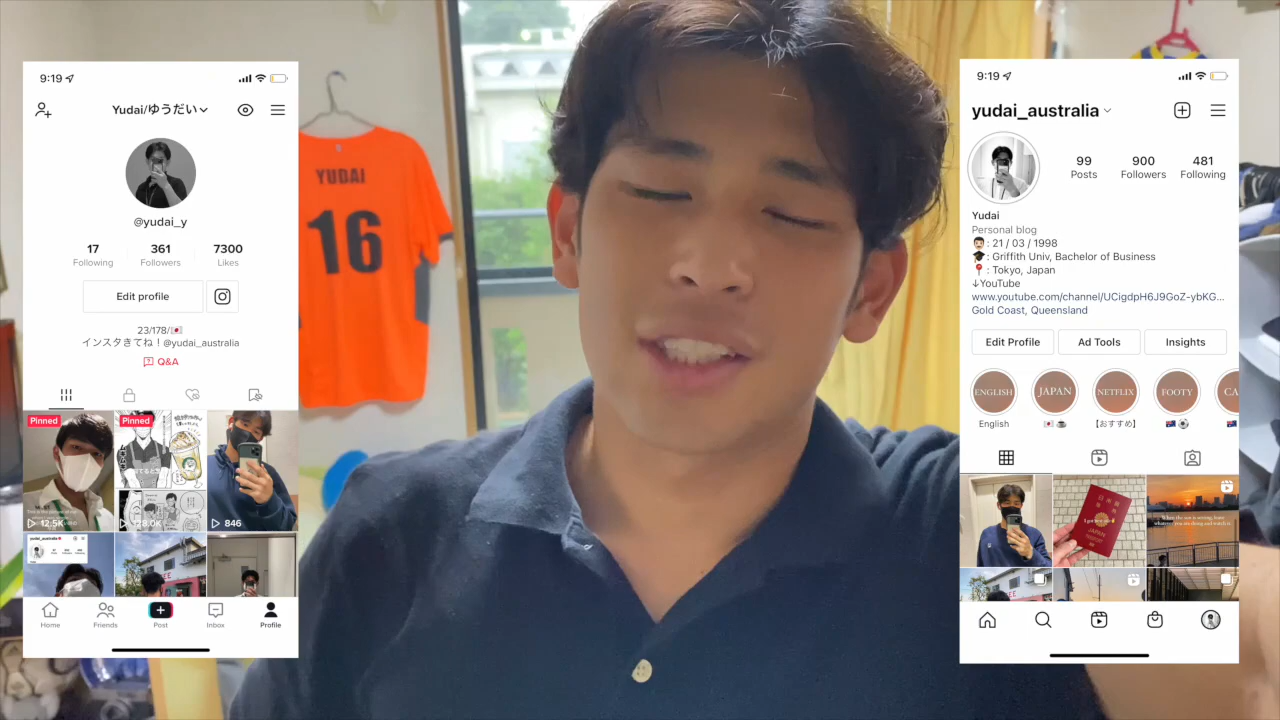 9:19
Yudai/ゆうだい
@yudai_y
17
361
7300
Following
Followers
Likes
Edit profile
23/178/🇯🇵
インスタきてね！@yudai_australia
Q&A
Pinned
Pinned
12.5K
128.0K
846
Home
Friends
Post
Inbox
Profile
YUDAI
16
9:19
yudai_australia
99
900
481
Posts
Followers
Following
Yudai
Personal blog
: 21 / 03 / 1998
: Griffith Univ, Bachelor of Business
: Tokyo, Japan
↓YouTube
www.youtube.com/channel/UCigdpH6J9GoZ-ybKG...
Gold Coast, Queensland
Edit Profile
Ad Tools
Insights
ENGLISH
JAPAN
NETFLIX
FOOTY
CA
English
【おすすめ】